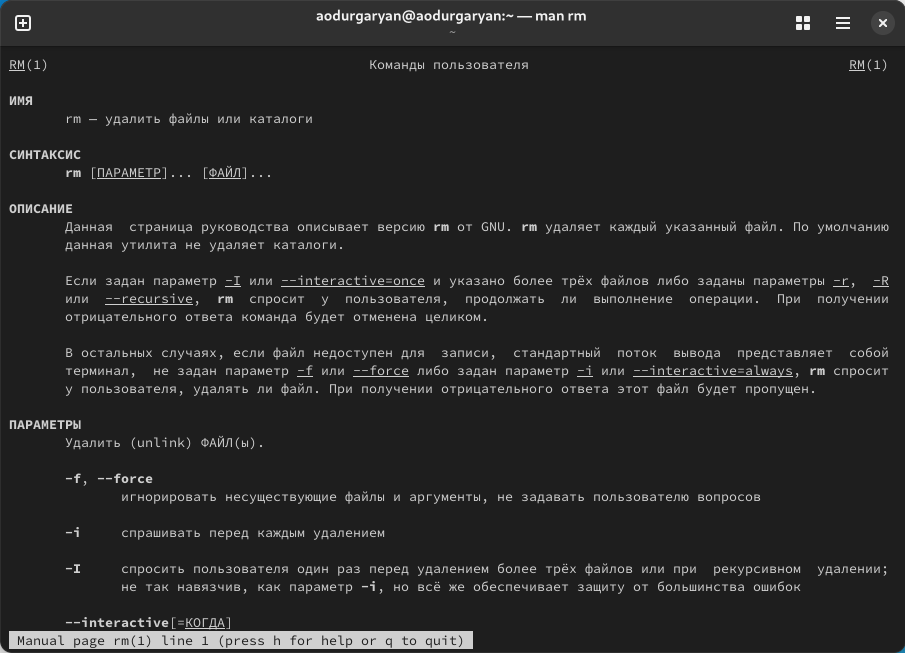 aodurgaryan@aodurgaryan:~ — man rm
~
RM(1) Команды пользователя RM(1)
ИМЯ
rm — удалить файлы или каталоги
СИНТАКСИС
rm [ПАРАМЕТР]... [ФАЙЛ]...
ОПИСАНИЕ
Данная страница руководства описывает версию rm от GNU. rm удаляет каждый указанный файл. По умолчанию
данная утилита не удаляет каталоги.
Если задан параметр -I или --interactive=once и указано более трёх файлов либо заданы параметры -r, -R
или --recursive, rm спросит у пользователя, продолжать ли выполнение операции. При получении
отрицательного ответа команда будет отменена целиком.
В остальных случаях, если файл недоступен для записи, стандартный поток вывода представляет собой
терминал, не задан параметр -f или --force либо задан параметр -i или --interactive=always, rm спросит
у пользователя, удалять ли файл. При получении отрицательного ответа этот файл будет пропущен.
ПАРАМЕТРЫ
Удалить (unlink) ФАЙЛ(ы).
-f, --force
игнорировать несуществующие файлы и аргументы, не задавать пользователю вопросов
-i спрашивать перед каждым удалением
-I спросить пользователя один раз перед удалением более трёх файлов или при рекурсивном удалении;
не так навязчив, как параметр -i, но всё же обеспечивает защиту от большинства ошибок
--interactive[=КОГДА]
Manual page rm(1) line 1 (press h for help or q to quit)